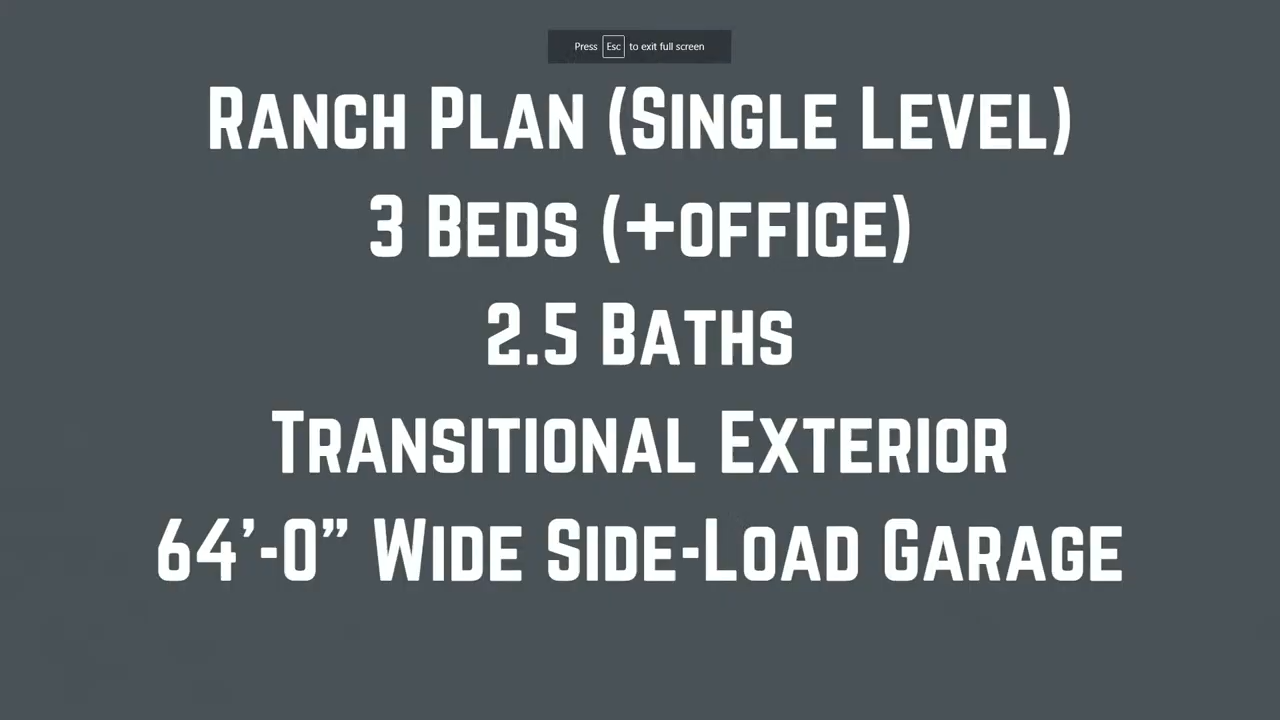 Press Esc to exit full screen
Ranch Plan (Single Level)
3 Beds (+office)
2.5 Baths
Transitional Exterior
64’-0” Wide Side-Load Garage